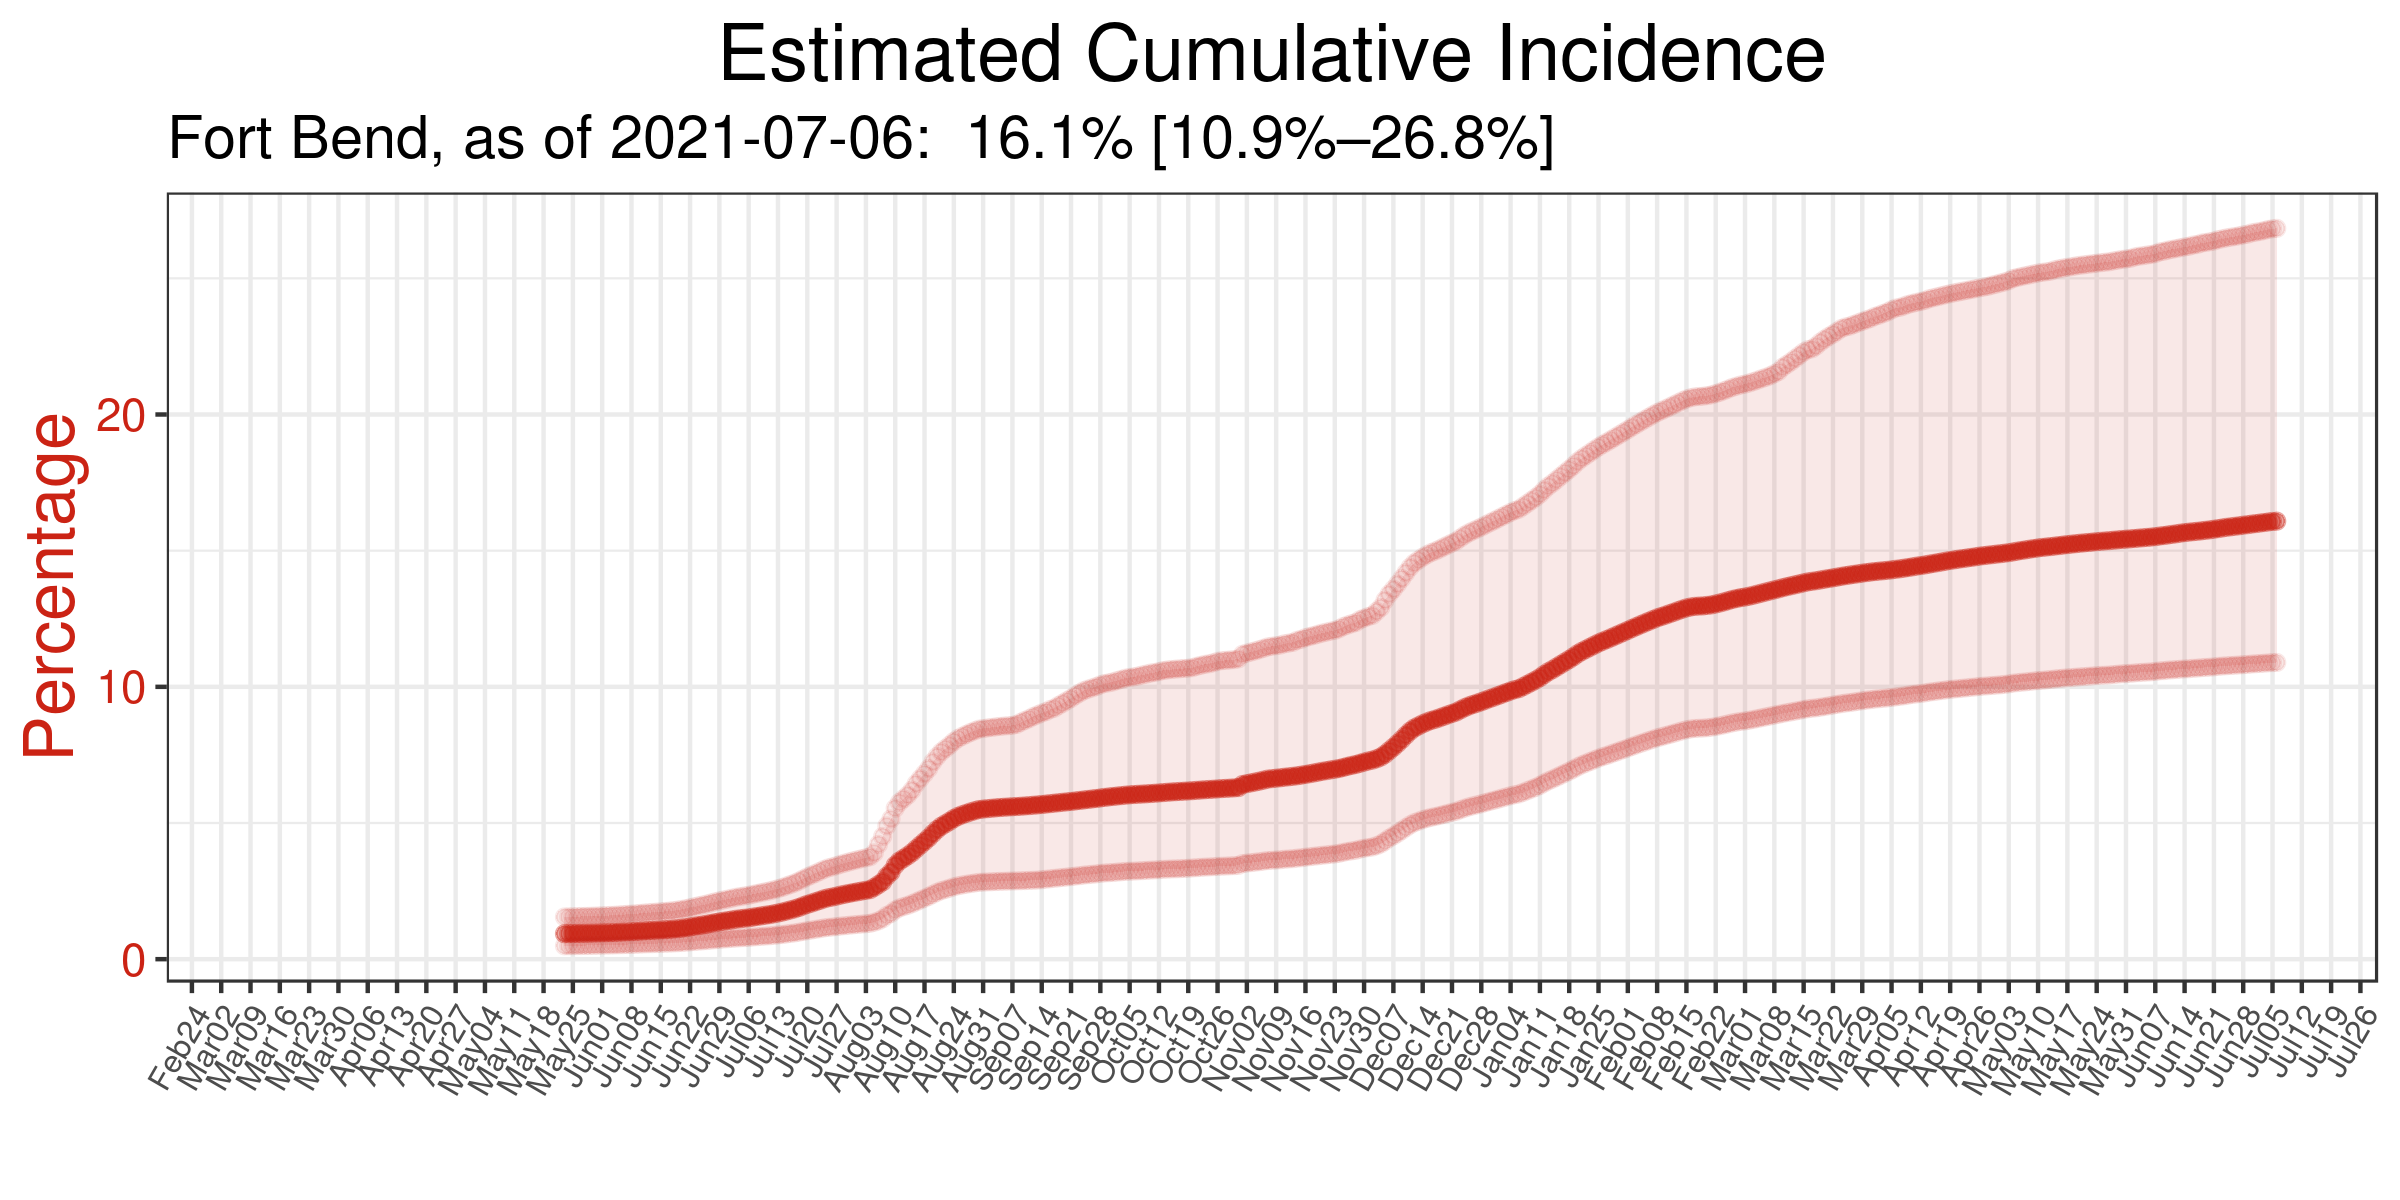 Estimated Cumulative Incidence
Fort Bend, as of 2021-07-06:  16.1% [10.9%–26.8%]
Percentage
20
10
0
Feb24
Mar02
Mar09
Mar16
Mar23
Mar30
Apr06
Apr13
Apr20
Apr27
May04
May11
May18
May25
Jun01
Jun08
Jun15
Jun22
Jun29
Jul06
Jul13
Jul20
Jul27
Aug03
Aug10
Aug17
Aug24
Aug31
Sep07
Sep14
Sep21
Sep28
Oct05
Oct12
Oct19
Oct26
Nov02
Nov09
Nov16
Nov23
Nov30
Dec07
Dec14
Dec21
Dec28
Jan04
Jan11
Jan18
Jan25
Feb01
Feb08
Feb15
Feb22
Mar01
Mar08
Mar15
Mar22
Mar29
Apr05
Apr12
Apr19
Apr26
May03
May10
May17
May24
May31
Jun07
Jun14
Jun21
Jun28
Jul05
Jul12
Jul19
Jul26